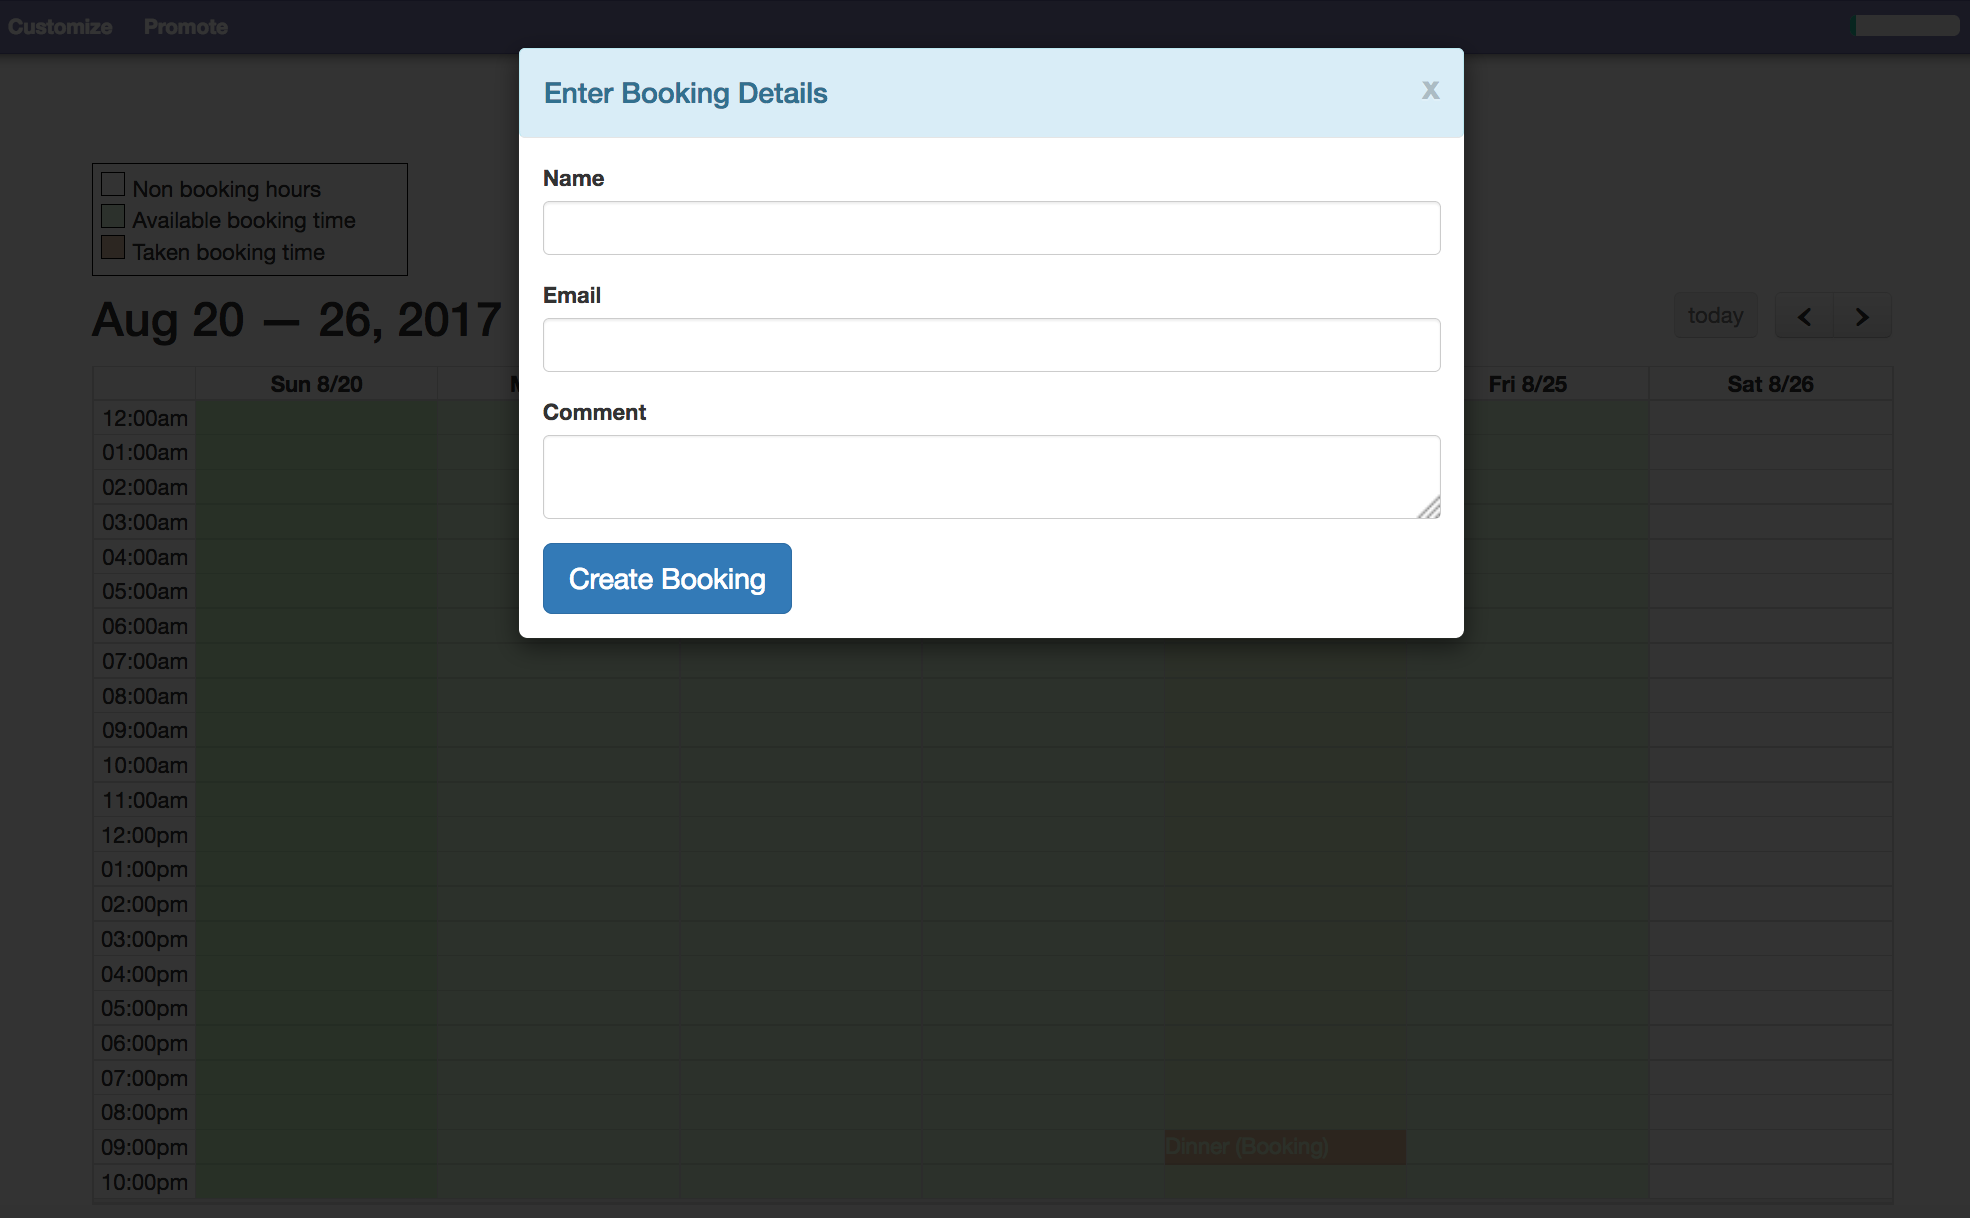 Customize Promote
Enter Booking Details x
Name
Email
Comment
Create Booking
Non booking hours
Available booking time
Taken booking time
Aug 20 — 26, 2017
today < >
Sun 8/20 M Fri 8/25 Sat 8/26
12:00am
01:00am
02:00am
03:00am
04:00am
05:00am
06:00am
07:00am
08:00am
09:00am
10:00am
11:00am
12:00pm
01:00pm
02:00pm
03:00pm
04:00pm
05:00pm
06:00pm
07:00pm
08:00pm
09:00pm Dinner (Booking)
10:00pm